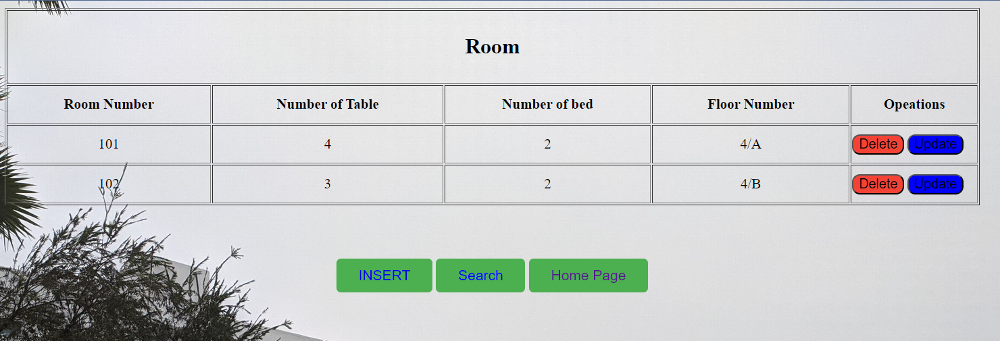 Room
Room Number Number of Table Number of bed Floor Number Opeations
101 4 2 4/A Delete Update
102 3 2 4/B Delete Update
INSERT Search Home Page